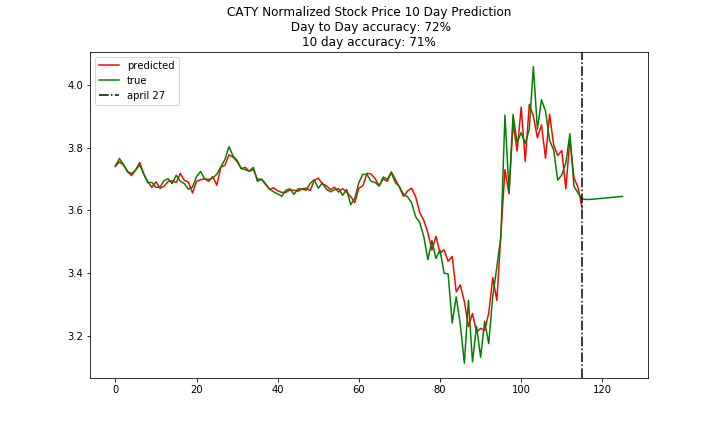 CATY Normalized Stock Price 10 Day Prediction
Day to Day accuracy: 72%
10 day accuracy: 71%
predicted
true
april 27
4.0
3.8
3.6
3.4
3.2
0 20 40 60 80 100 120